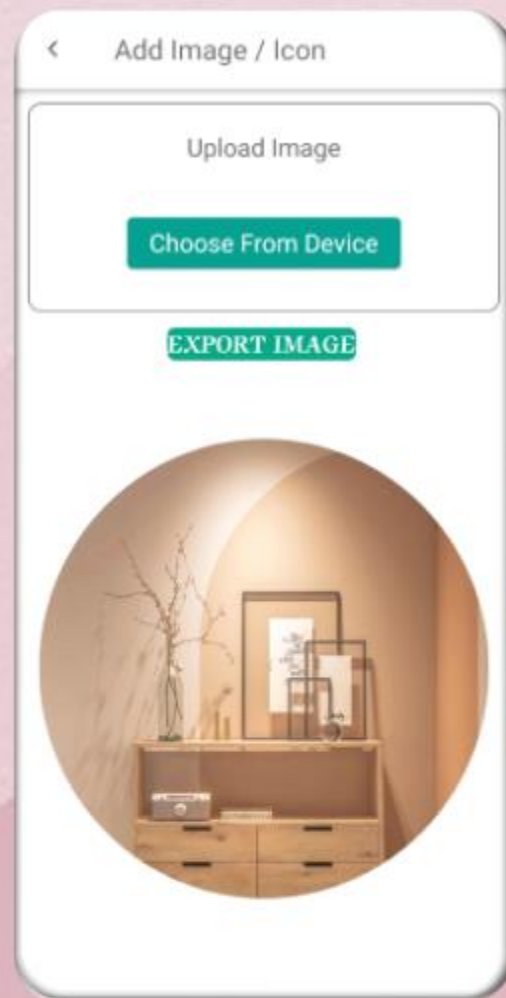 Add Image / Icon
Upload Image
Choose From Device
EXPORT IMAGE